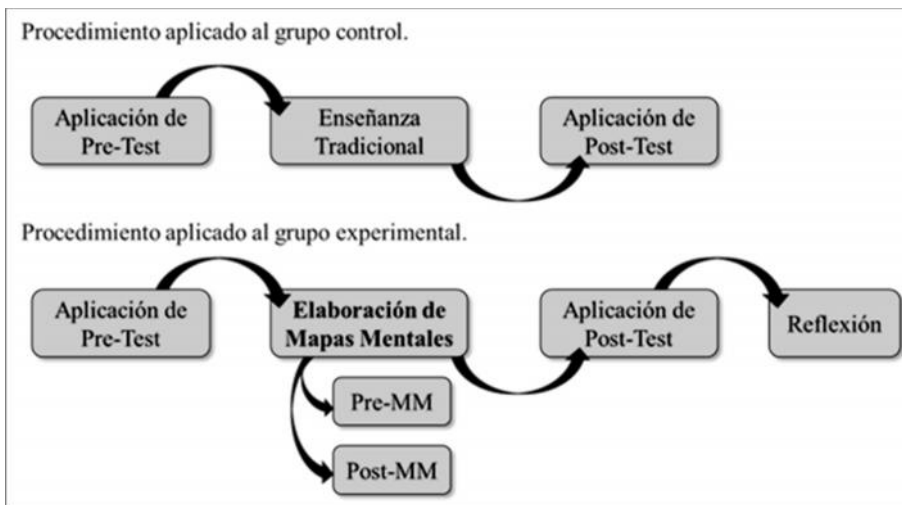 Procedimiento aplicado al grupo control.
Aplicación de
Pre-Test
Enseñanza
Tradicional
Aplicación de
Post-Test
Procedimiento aplicado al grupo experimental.
Aplicación de
Pre-Test
Elaboración de
Mapas Mentales
Aplicación de
Post-Test
Reflexión
Pre-MM
Post-MM